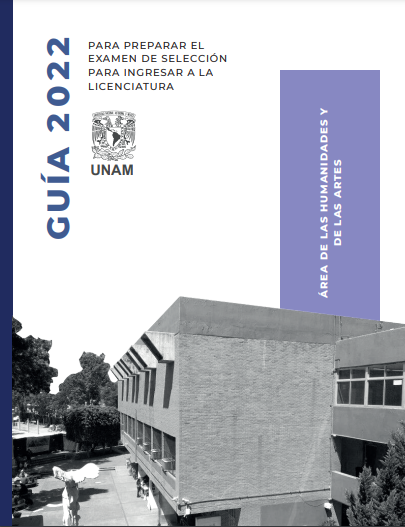 GUÍA 2022
PARA PREPARAR EL
EXAMEN DE SELECCIÓN
PARA INGRESAR A LA
LICENCIATURA
UNAM
ÁREA DE LAS HUMANIDADES Y
DE LAS ARTES